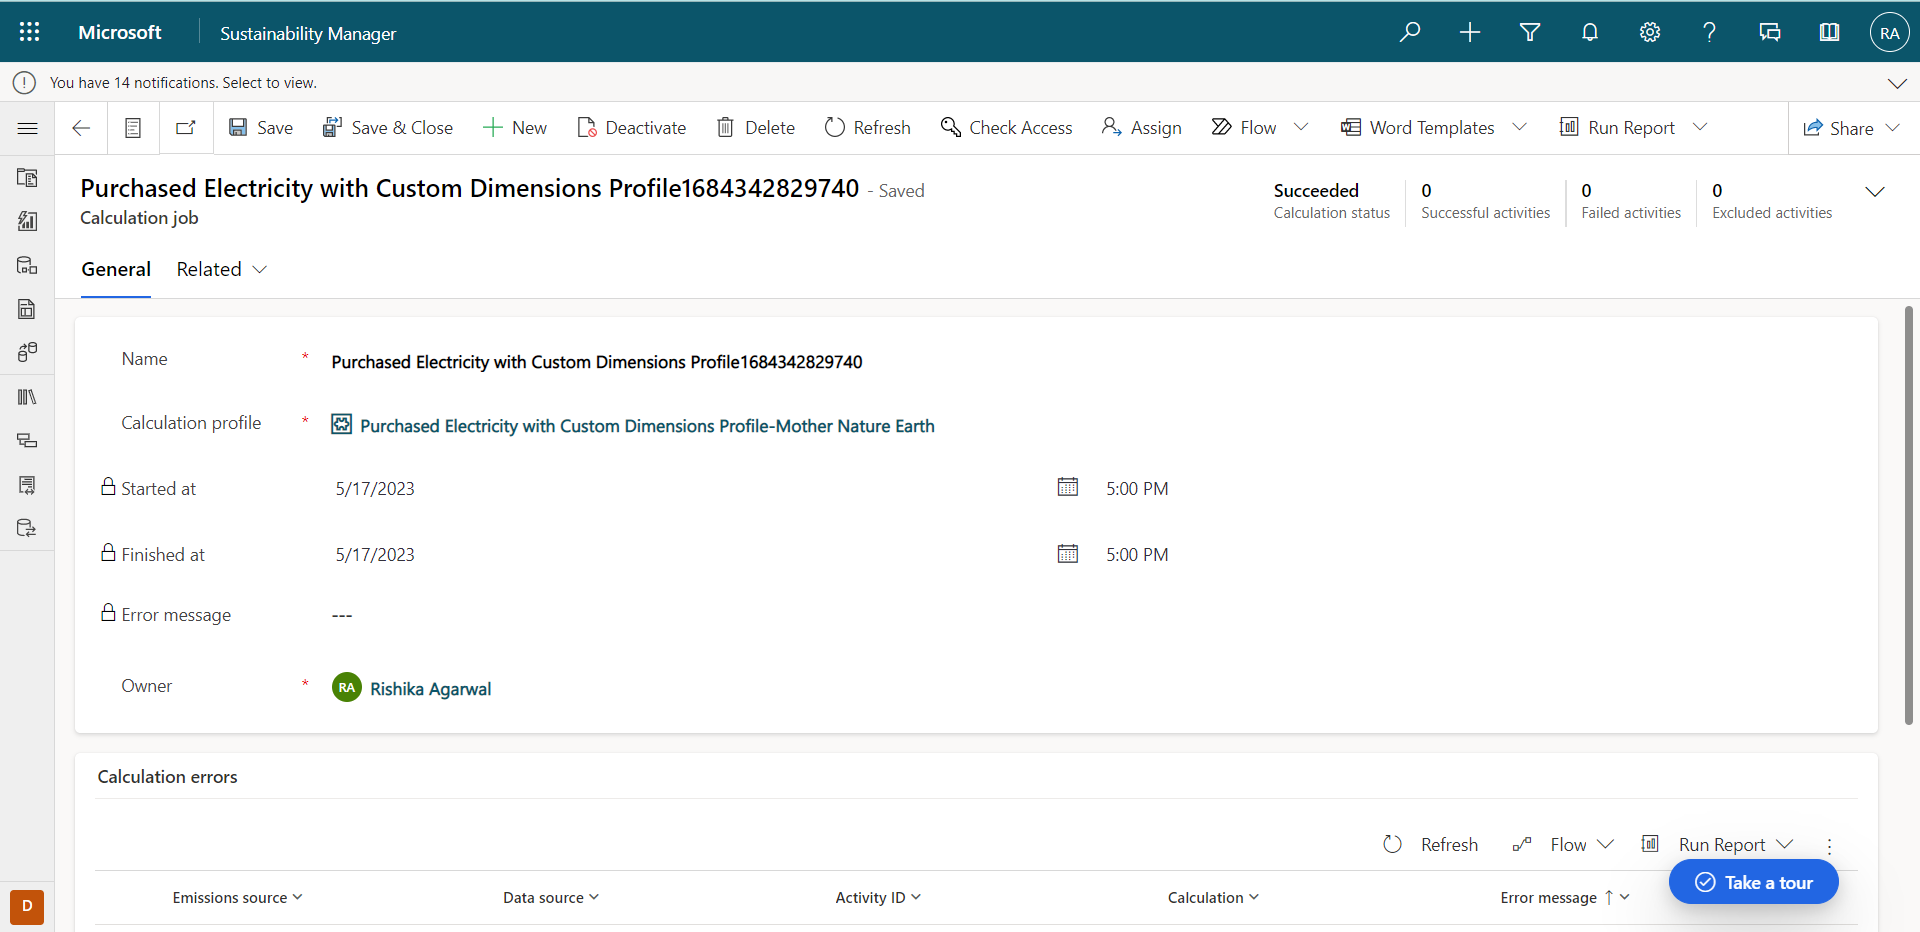 Microsoft Sustainability Manager RA
You have 14 notifications. Select to view.
Save Save & Close New Deactivate Delete Refresh Check Access Assign Flow Word Templates Run Report Share
Purchased Electricity with Custom Dimensions Profile1684342829740 - Saved
Calculation job
Succeeded 0 0 0
Calculation status Successful activities Failed activities Excluded activities
General Related
Name * Purchased Electricity with Custom Dimensions Profile1684342829740
Calculation profile * Purchased Electricity with Custom Dimensions Profile-Mother Nature Earth
Started at 5/17/2023 5:00 PM
Finished at 5/17/2023 5:00 PM
Error message ---
Owner * RA Rishika Agarwal
Calculation errors
Refresh Flow Run Report
Take a tour
Emissions source Data source Activity ID Calculation Error message ↑
D